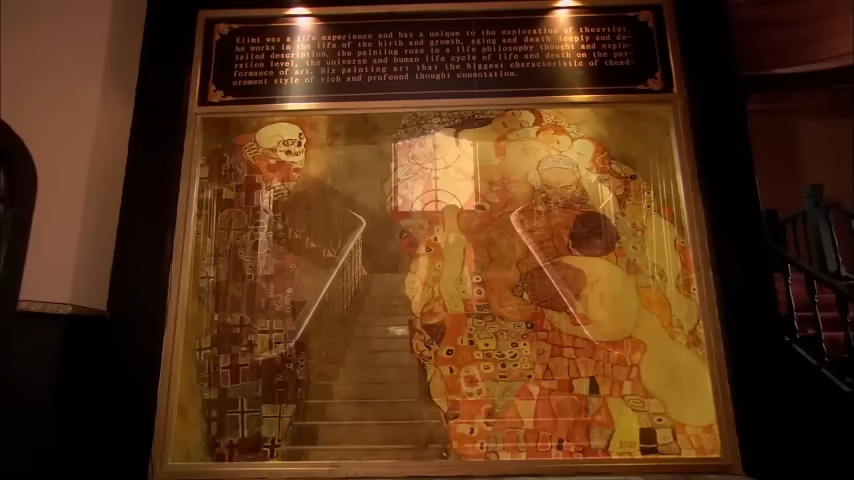 Klimt was a life experience and has a unique to the exploration of theartist.
he works in the life of the birth and growth, aging and death deeply and de-
tailed description, the painting rose to a life philosophy thought and explo-
ration level, the universe and human life cycle of life and death on the per-
formance of art. His painting art that the biggest characteristic is of thead-
ornment style of rich and profound thought connotation.